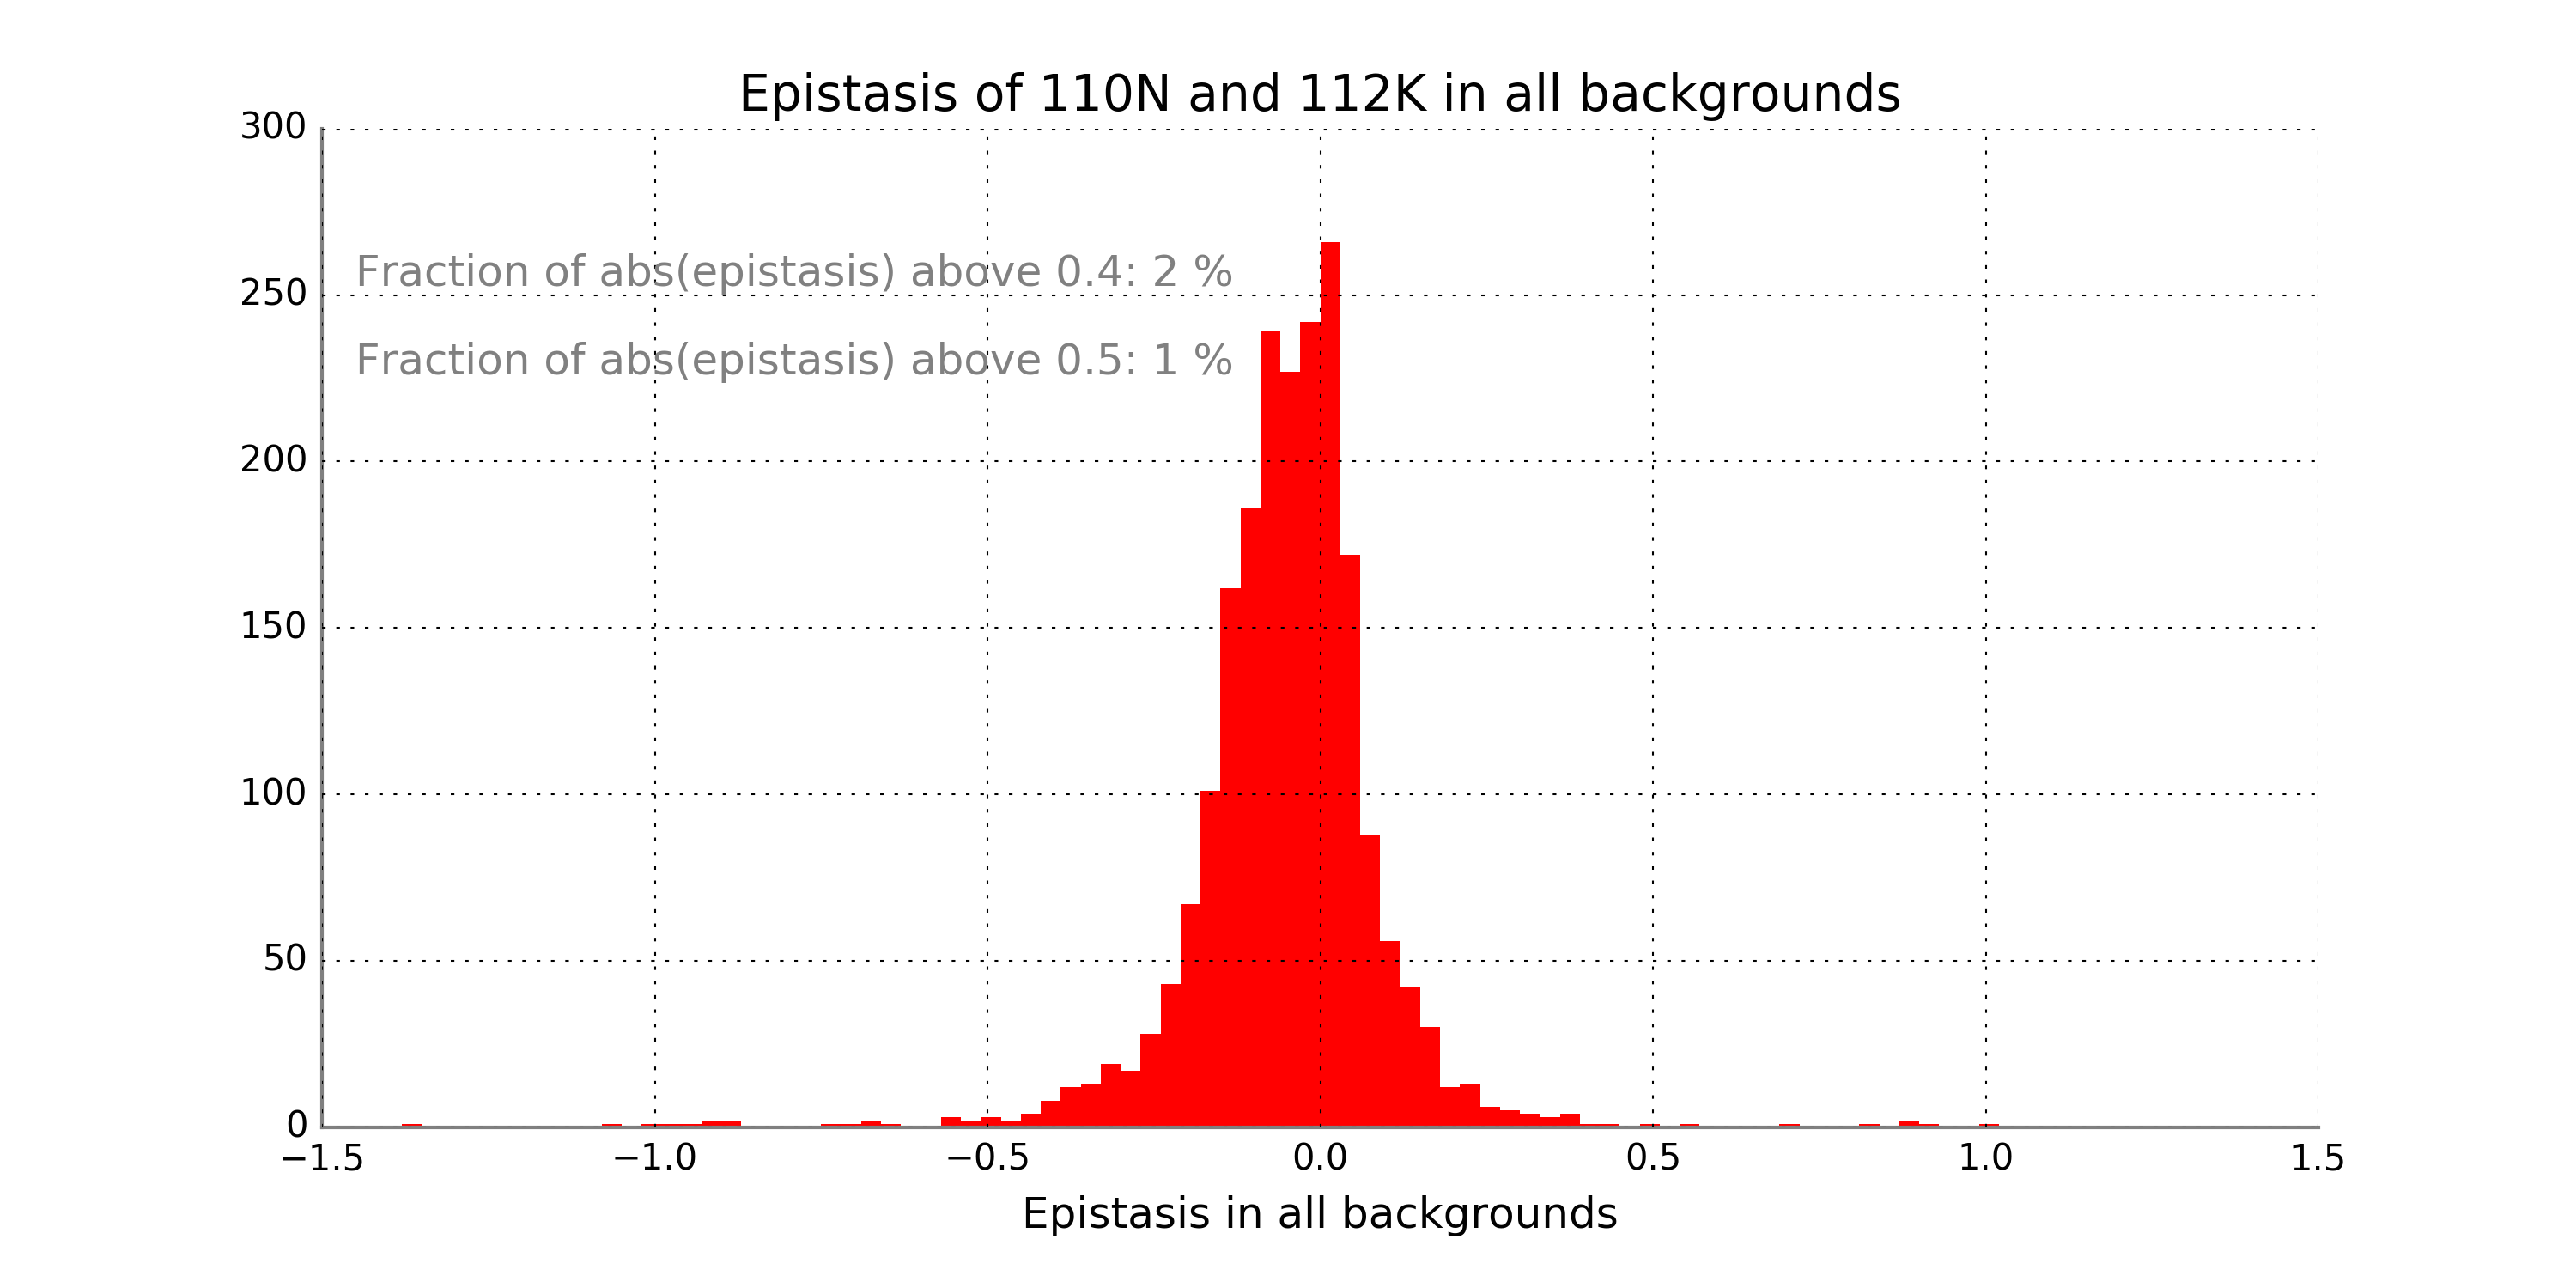 Epistasis of 110N and 112K in all backgrounds
300
Fraction of abs(epistasis) above 0.4: 2 %
250
Fraction of abs(epistasis) above 0.5: 1 %
200
150
100
50
0
−1.5 −1.0 −0.5 0.0 0.5 1.0 1.5
Epistasis in all backgrounds